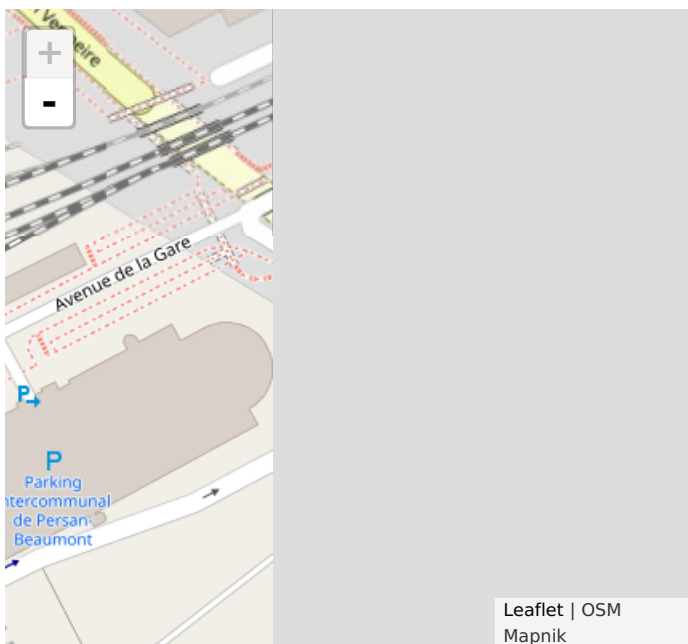 +
-
Avenue de la Gare
P
P
Parking
ntercommunal
de Persan-
Beaumont
Leaflet | OSM
Mapnik